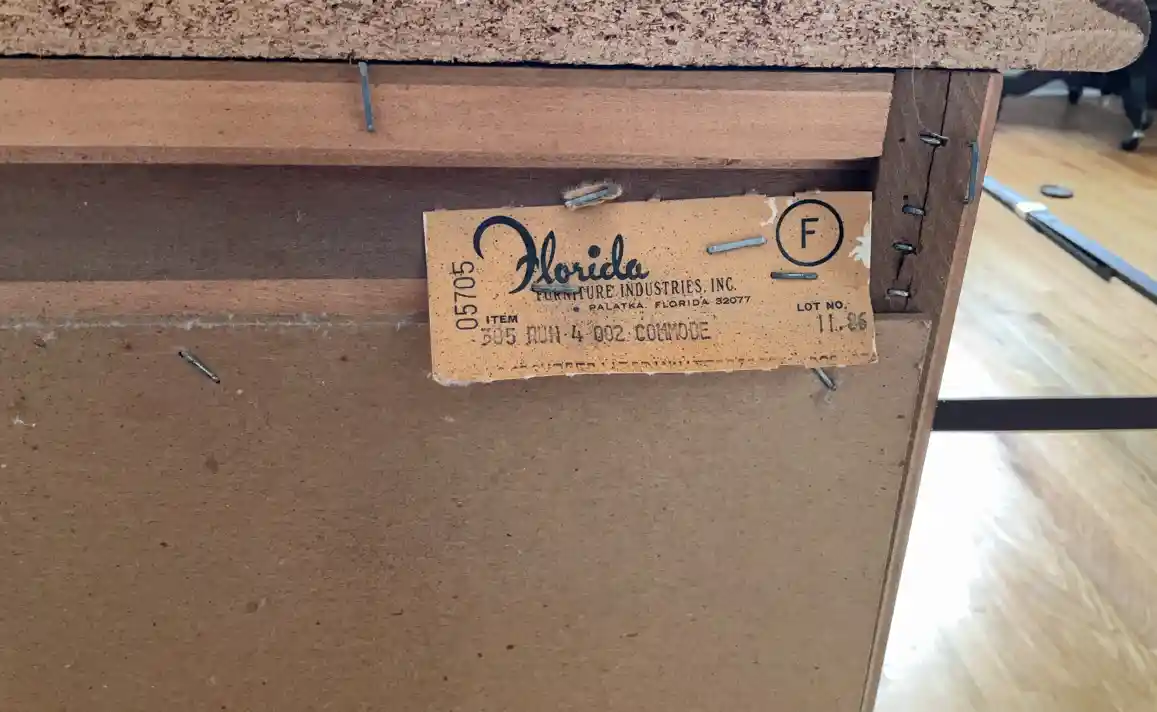 Florida
F
FURNITURE INDUSTRIES, INC.
PALATKA, FLORIDA 32077
05705
ITEM
LOT NO.
305 RUN 4 002 COMMODE
11.86